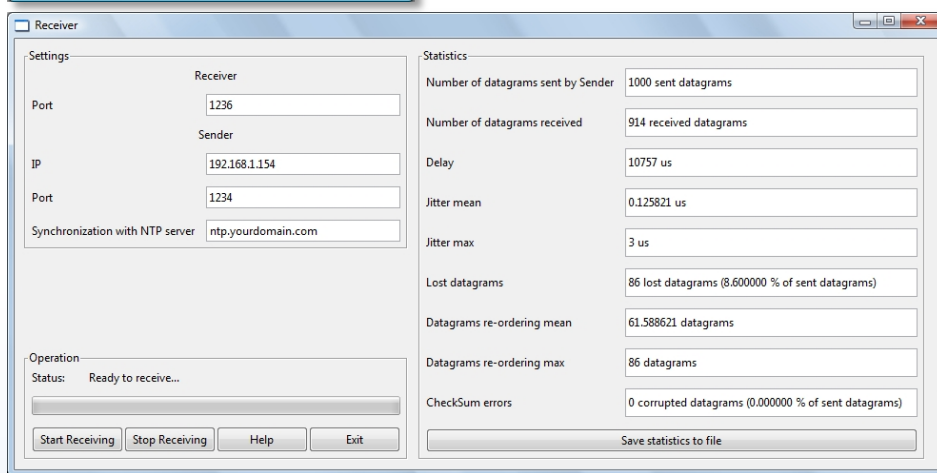 Receiver
Settings
Receiver
Port 1236
Sender
IP 192.168.1.154
Port 1234
Synchronization with NTP server ntp.yourdomain.com
Operation
Status: Ready to receive...
Start Receiving Stop Receiving Help Exit
Statistics
Number of datagrams sent by Sender 1000 sent datagrams
Number of datagrams received 914 received datagrams
Delay 10757 us
Jitter mean 0.125821 us
Jitter max 3 us
Lost datagrams 86 lost datagrams (8.600000 % of sent datagrams)
Datagrams re-ordering mean 61.588621 datagrams
Datagrams re-ordering max 86 datagrams
CheckSum errors 0 corrupted datagrams (0.000000 % of sent datagrams)
Save statistics to file